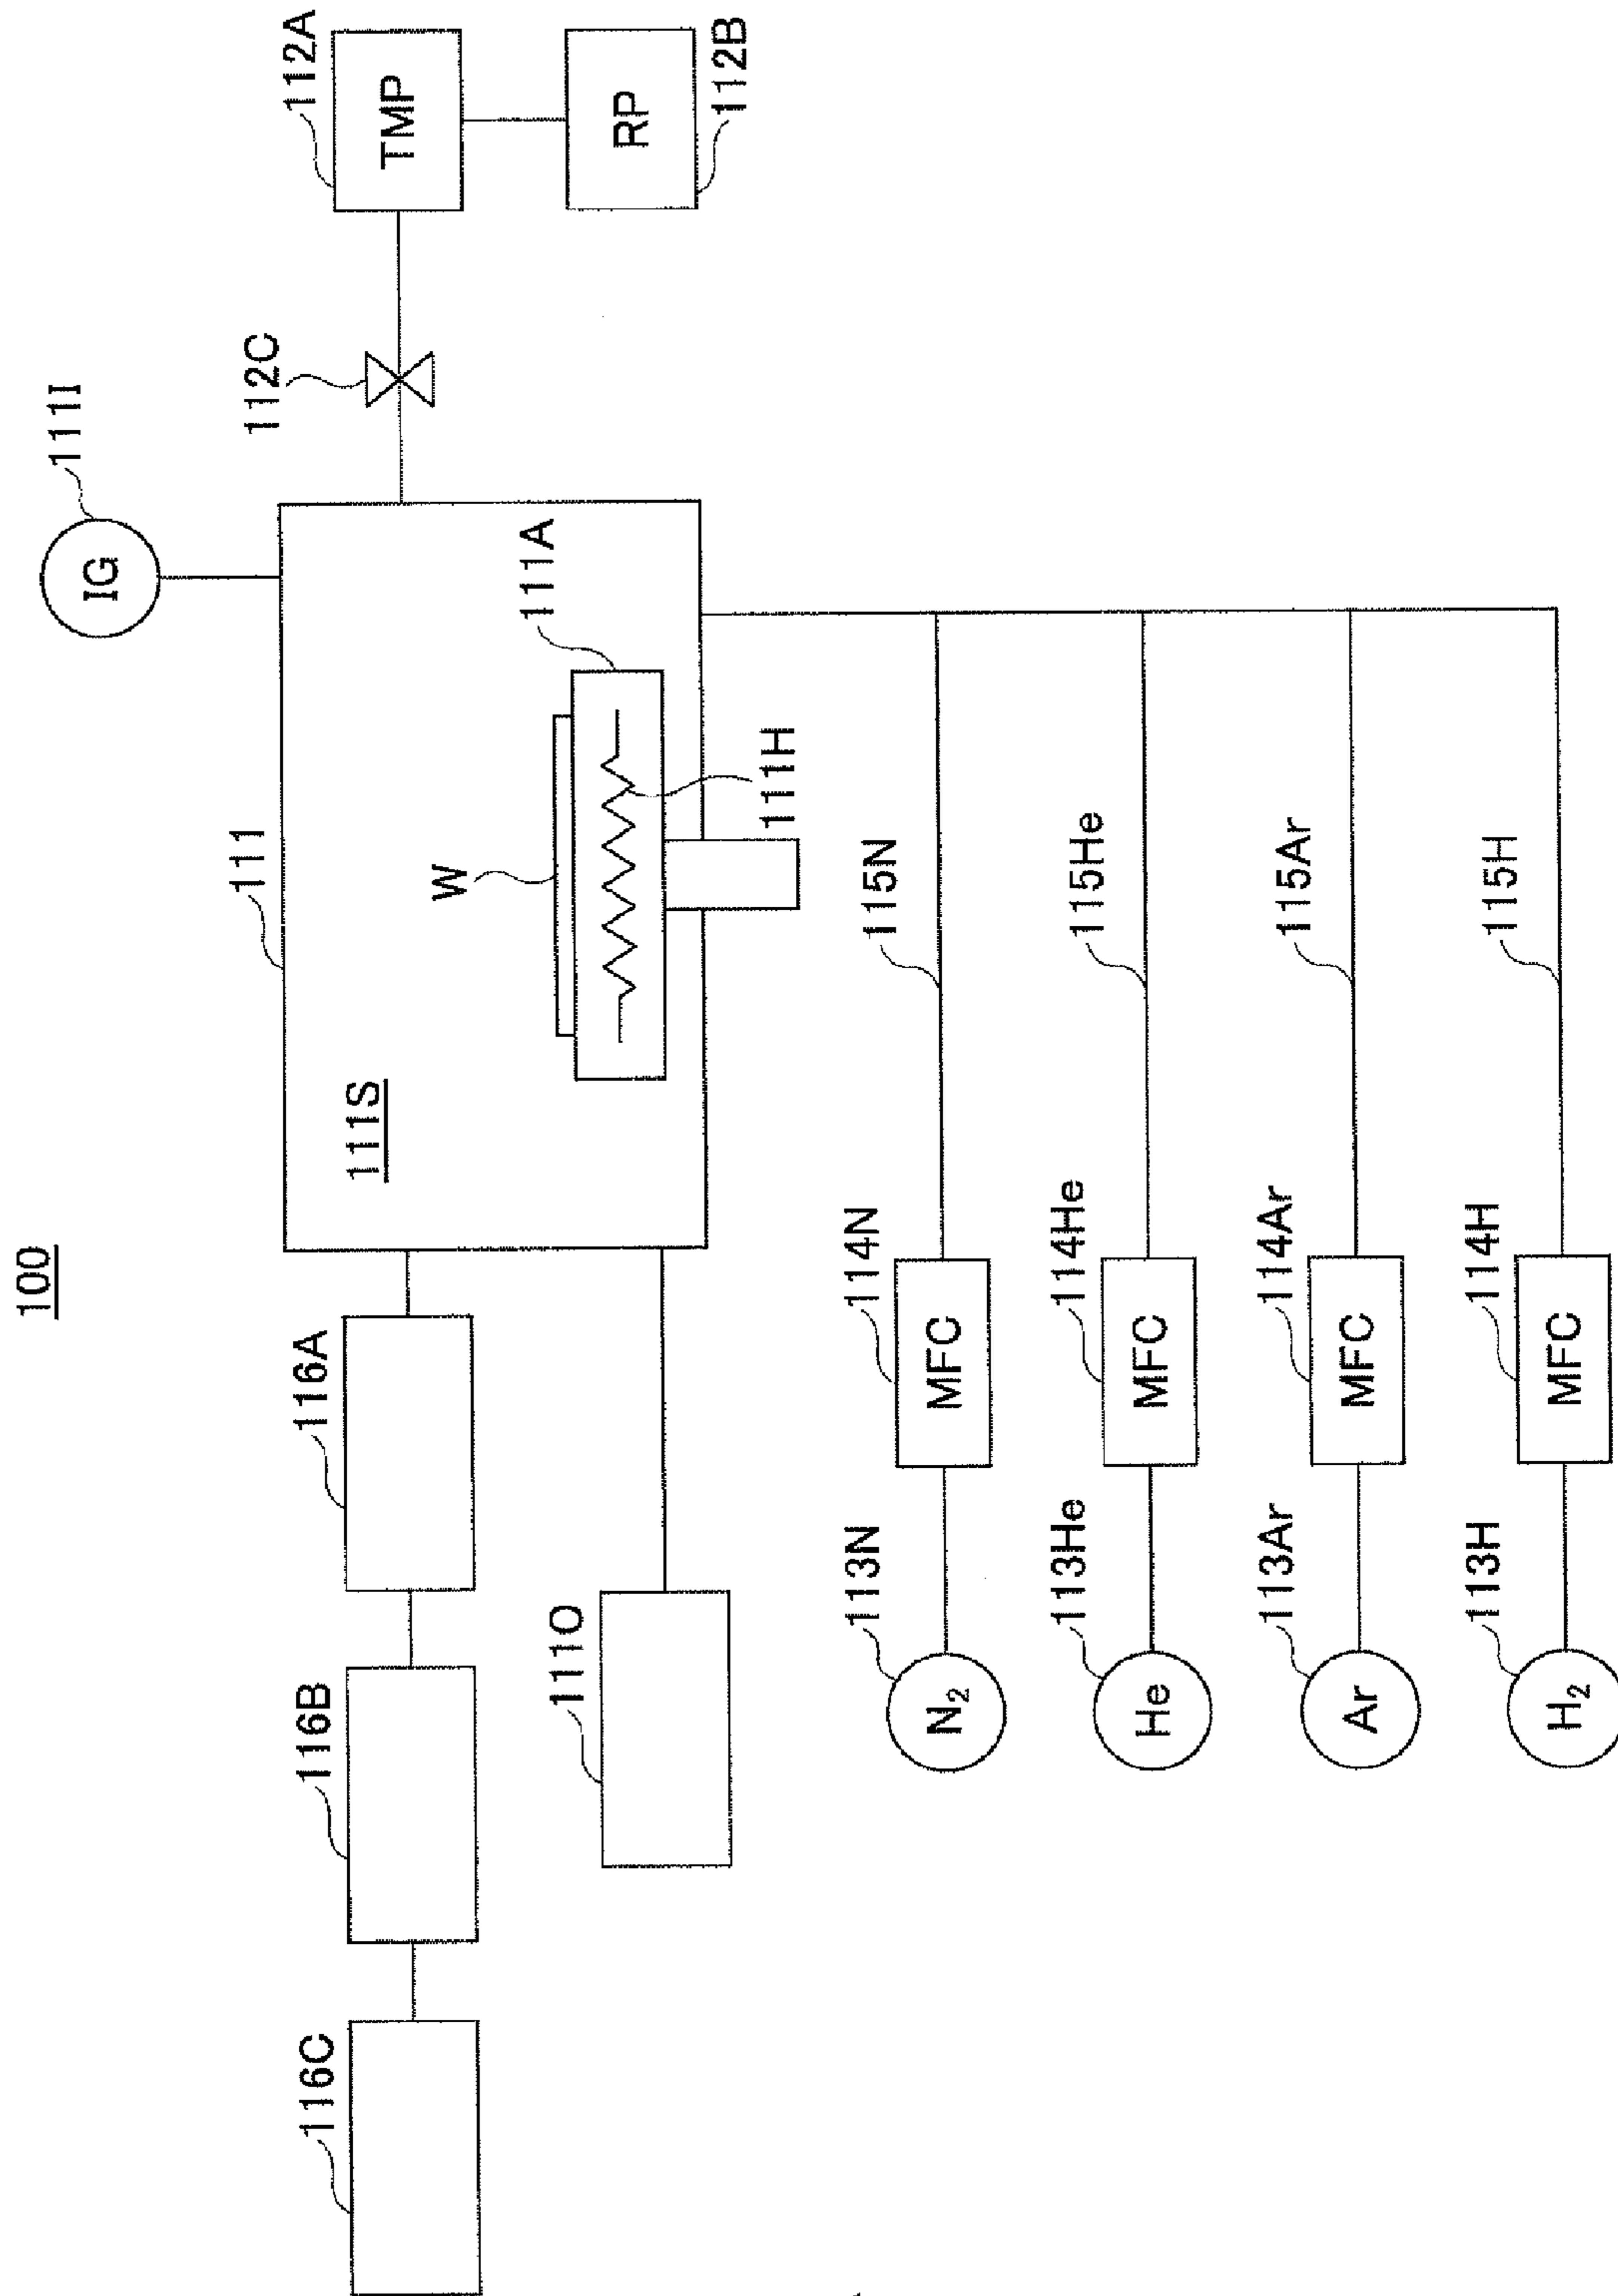 100
111I
IG
112A
TMP
112C
RP
112B
111
116C
116B
116A
111S
W
111A
111O
111H
113N
N₂
114N
MFC
115N
113He
He
114He
MFC
115He
113Ar
Ar
114Ar
MFC
115Ar
113H
H₂
114H
MFC
115H